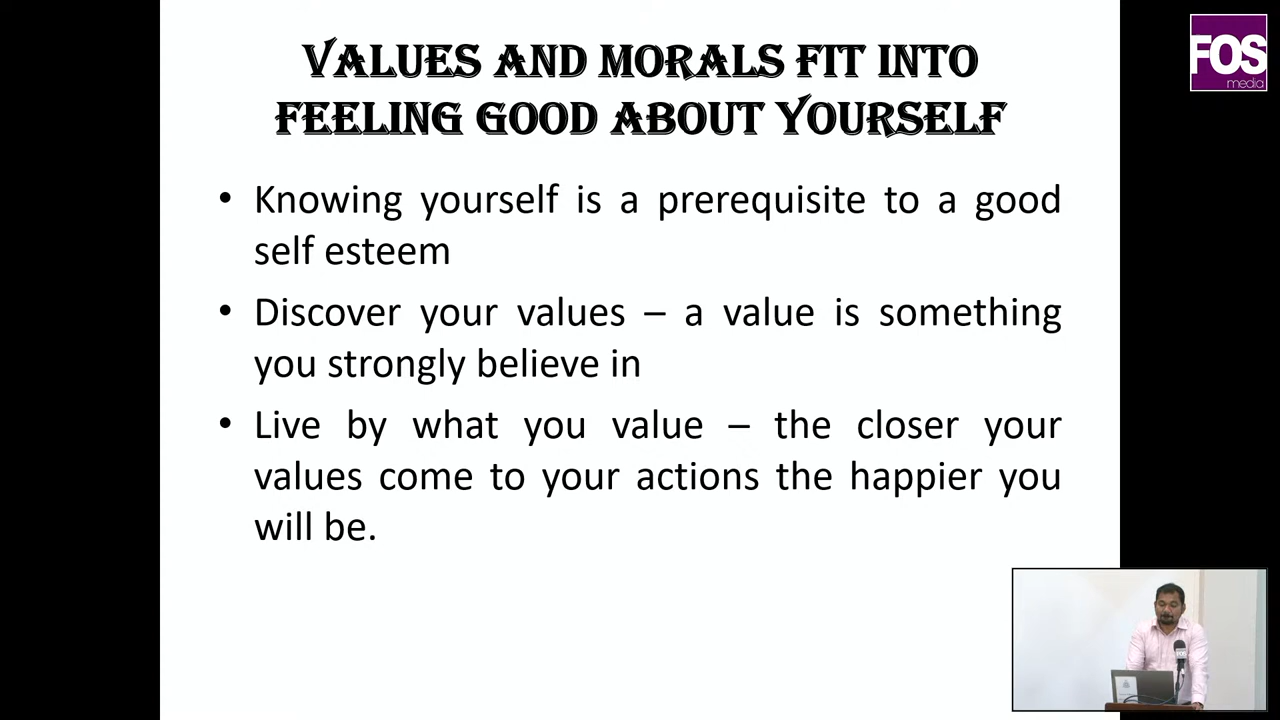 VALUES AND MORALS FIT INTO
FEELING GOOD ABOUT YOURSELF
• Knowing yourself is a prerequisite to a good
self esteem
• Discover your values – a value is something
you strongly believe in
• Live by what you value – the closer your
values come to your actions the happier you
will be.
FOS
media